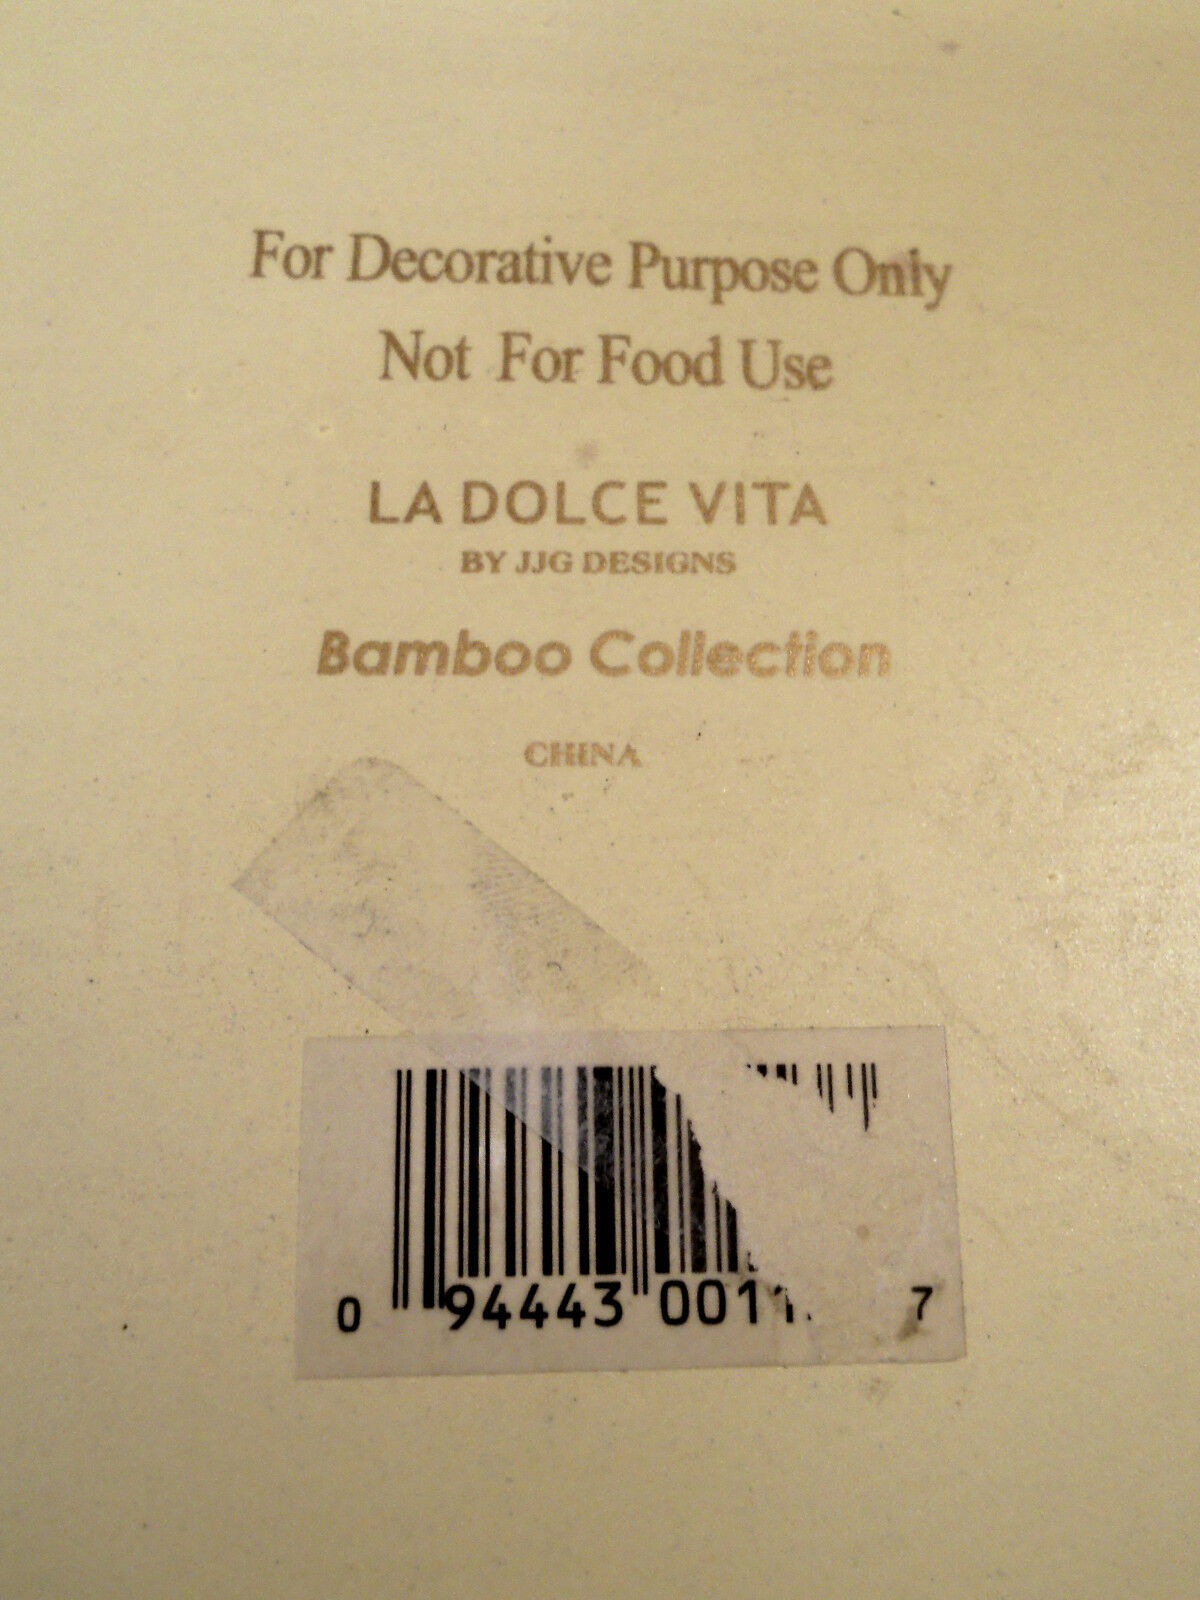 For Decorative Purpose Only
Not For Food Use
LA DOLCE VITA
BY JJG DESIGNS
Bamboo Collection
CHINA
0 94443 0011 7